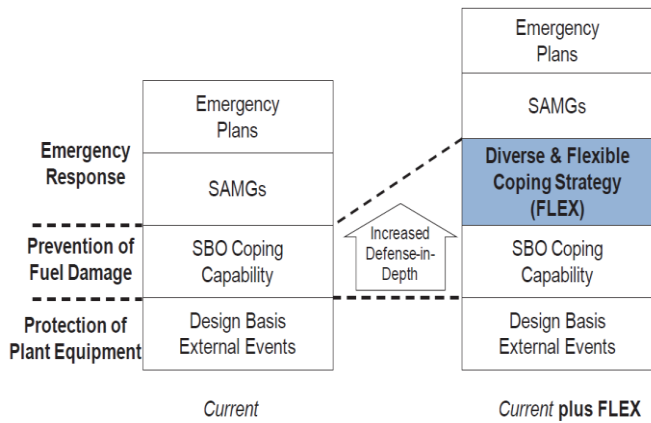 Emergency
Response
Prevention of
Fuel Damage
Protection of
Plant Equipment
Emergency
Plans
SAMGs
SBO Coping
Capability
Design Basis
External Events
Current
Increased
Defense-in-
Depth
Emergency
Plans
SAMGs
Diverse & Flexible
Coping Strategy
(FLEX)
SBO Coping
Capability
Design Basis
External Events
Current plus FLEX